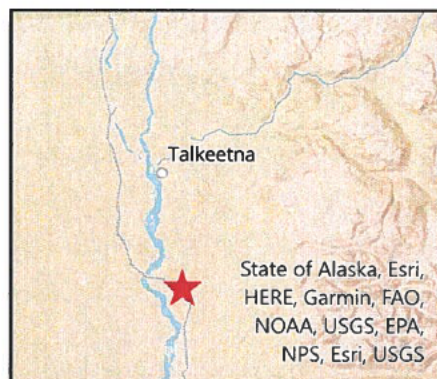 Talkeetna
State of Alaska, Esri,
HERE, Garmin, FAO,
NOAA, USGS, EPA,
NPS, Esri, USGS